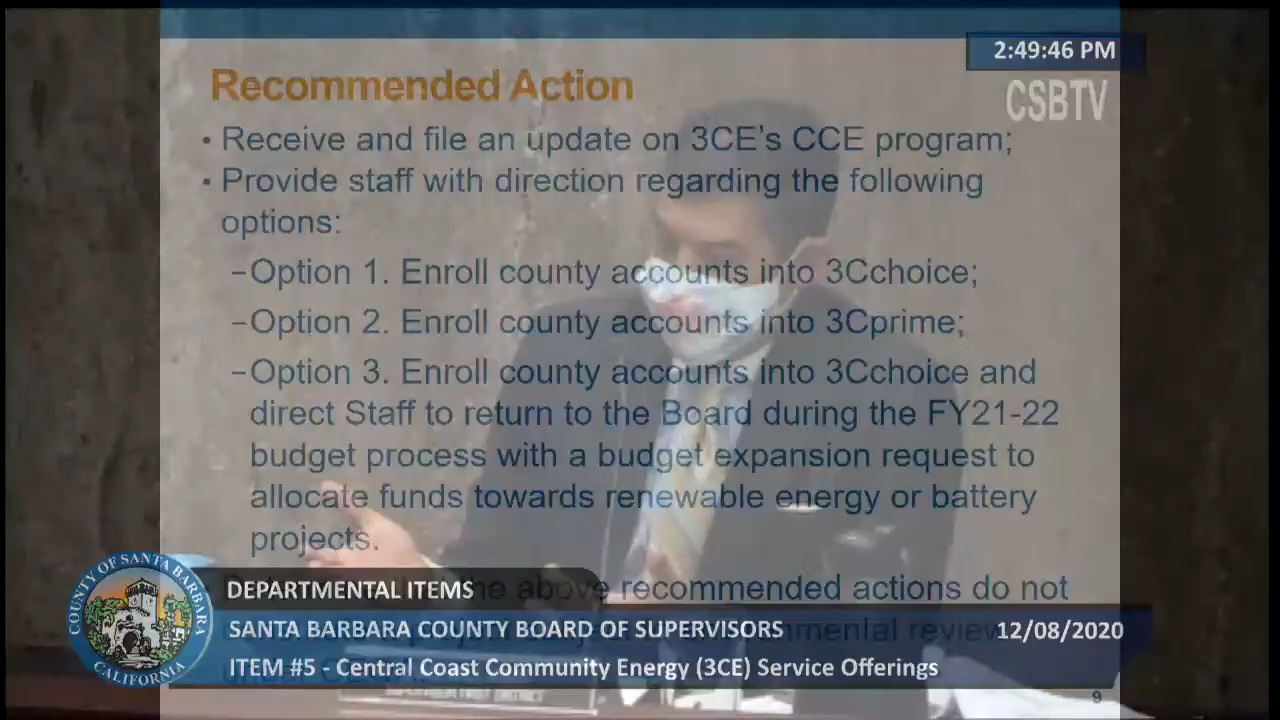 2:49:46 PM
CSBTV
Recommended Action
• Receive and file an update on 3CE's CCE program;
• Provide staff with direction regarding the following
options:
–Option 1. Enroll county accounts into 3Cchoice;
–Option 2. Enroll county accounts into 3Cprime;
–Option 3. Enroll county accounts into 3Cchoice and
direct Staff to return to the Board during the FY21-22
budget process with a budget expansion request to
allocate funds towards renewable energy or battery
projects.
above recommended actions do not
review
DEPARTMENTAL ITEMS
SANTA BARBARA COUNTY BOARD OF SUPERVISORS
12/08/2020
ITEM #5 - Central Coast Community Energy (3CE) Service Offerings
COUNTY OF SANTA BARBARA
CALIFORNIA
9